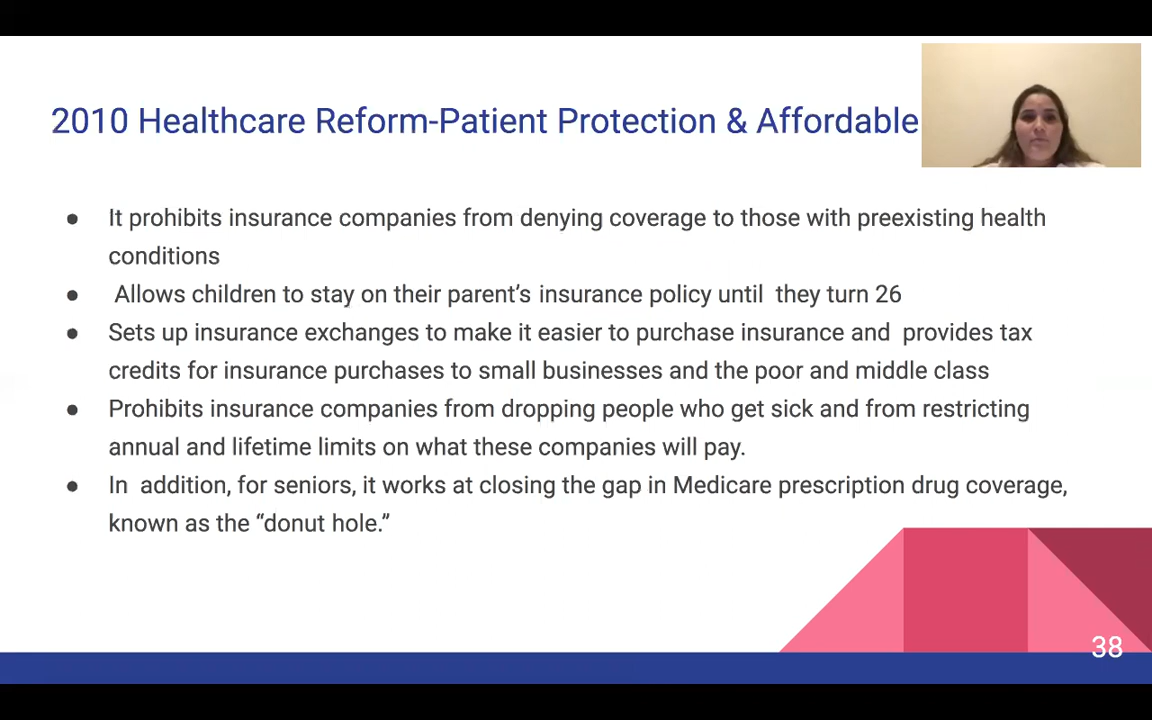 2010 Healthcare Reform-Patient Protection & Affordable
● It prohibits insurance companies from denying coverage to those with preexisting health
conditions
● Allows children to stay on their parent’s insurance policy until they turn 26
● Sets up insurance exchanges to make it easier to purchase insurance and provides tax
credits for insurance purchases to small businesses and the poor and middle class
● Prohibits insurance companies from dropping people who get sick and from restricting
annual and lifetime limits on what these companies will pay.
● In addition, for seniors, it works at closing the gap in Medicare prescription drug coverage,
known as the “donut hole.”
38